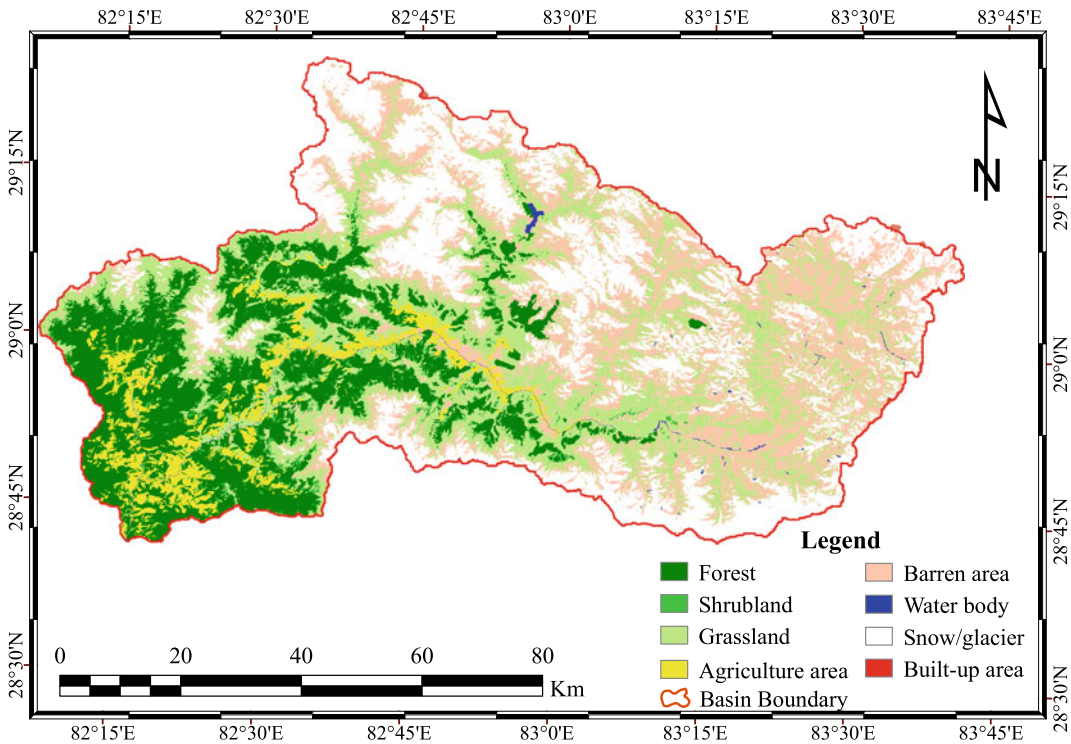 82°15'E 82°30'E 82°45'E 83°0'E 83°15'E 83°30'E 83°45'E
29°15'N
29°0'N
28°45'N
28°30'N
29°15'N
29°0'N
28°45'N
28°30'N
N
Legend
Forest
Shrubland
Grassland
Agriculture area
Basin Boundary
Barren area
Water body
Snow/glacier
Built-up area
0 20 40 60 80
Km
82°15'E 82°30'E 82°45'E 83°0'E 83°15'E 83°30'E 83°45'E